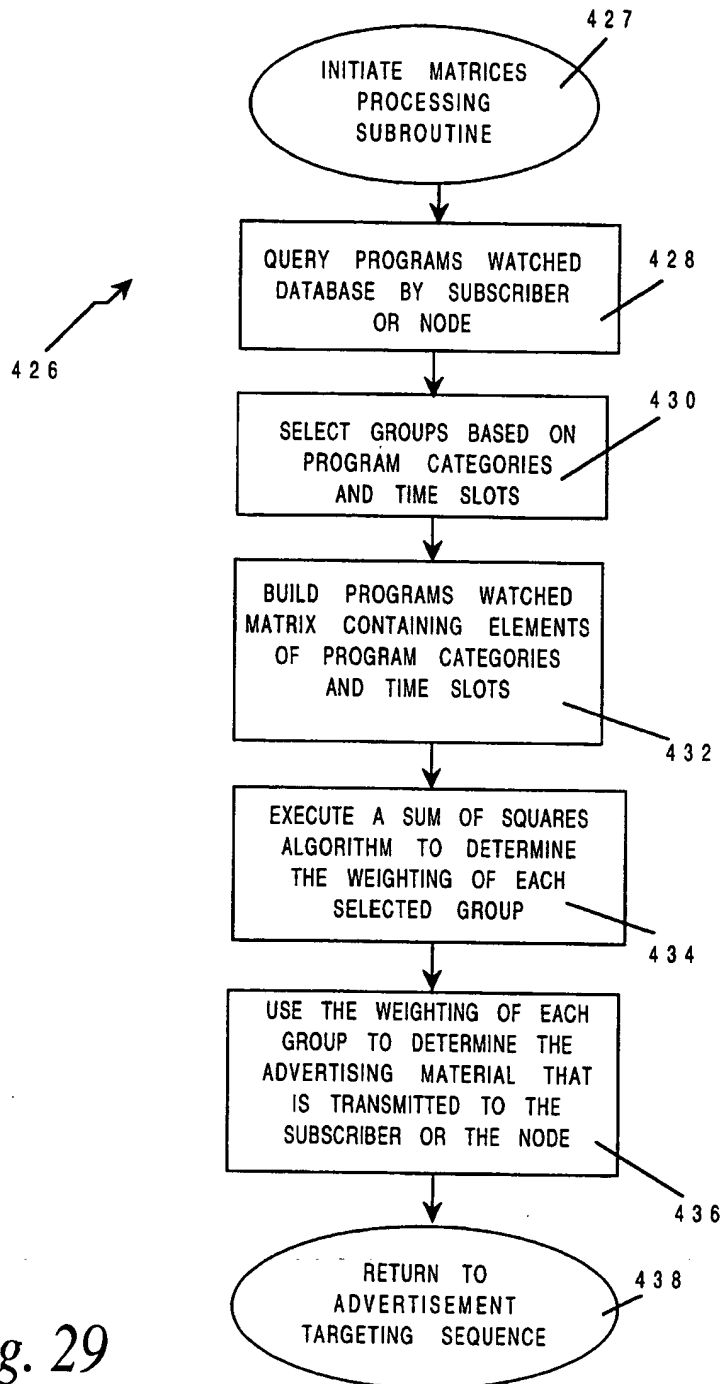 427
INITIATE MATRICES
PROCESSING
SUBROUTINE
428
QUERY PROGRAMS WATCHED
DATABASE BY SUBSCRIBER
OR NODE
426
430
SELECT GROUPS BASED ON
PROGRAM CATEGORIES
AND TIME SLOTS
BUILD PROGRAMS WATCHED
MATRIX CONTAINING ELEMENTS
OF PROGRAM CATEGORIES
AND TIME SLOTS
432
EXECUTE A SUM OF SQUARES
ALGORITHM TO DETERMINE
THE WEIGHTING OF EACH
SELECTED GROUP
434
USE THE WEIGHTING OF EACH
GROUP TO DETERMINE THE
ADVERTISING MATERIAL THAT
IS TRANSMITTED TO THE
SUBSCRIBER OR THE NODE
436
RETURN TO
ADVERTISEMENT
TARGETING SEQUENCE
438
g. 29